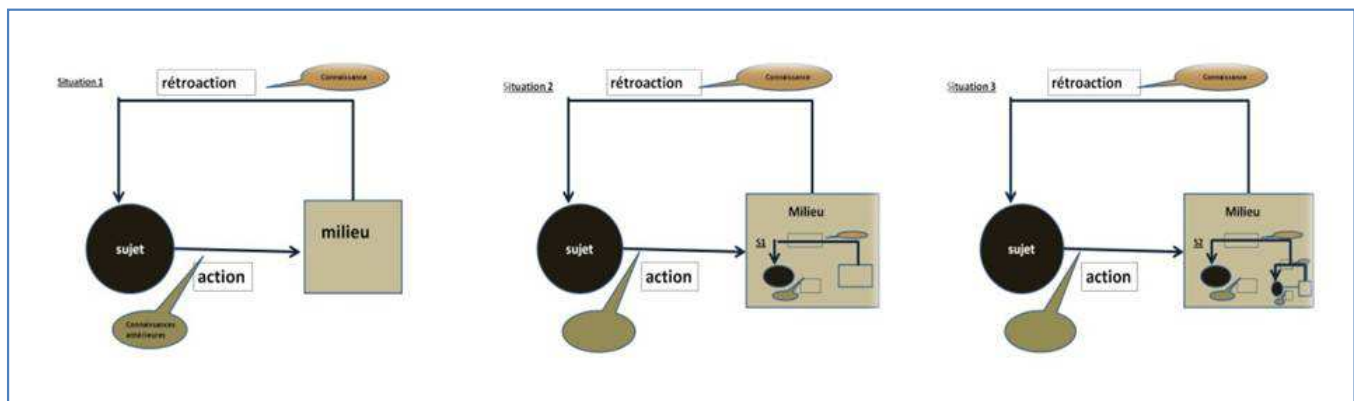 Situation 1
rétroaction
Connaissance
sujet
milieu
action
Connaissances
antérieures
Situation 2
rétroaction
Connaissance
Milieu
S1
sujet
action
Situation 3
rétroaction
Connaissance
Milieu
S2
sujet
action